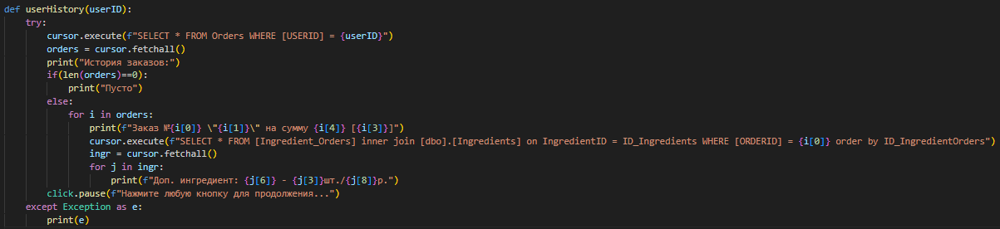 def userHistory(userID):
    try:
        cursor.execute(f"SELECT * FROM Orders WHERE [USERID] = {userID}")
        orders = cursor.fetchall()
        print("История заказов:")
        if(len(orders)==0):
            print("Пусто")
        else:
            for i in orders:
                print(f"Заказ №{i[0]} \"{i[1]}\" на сумму {i[4]} [{i[3]}]")
                cursor.execute(f"SELECT * FROM [Ingredient_Orders] inner join [dbo].[Ingredients] on IngredientID = ID_Ingredients WHERE [ORDERID] = {i[0]} order by ID_IngredientOrders")
                ingr = cursor.fetchall()
                for j in ingr:
                    print(f"Доп. ингредиент: {j[6]} - {j[3]}шт./{j[8]}р.")
        click.pause(f"Нажмите любую кнопку для продолжения...")
    except Exception as e:
        print(e)